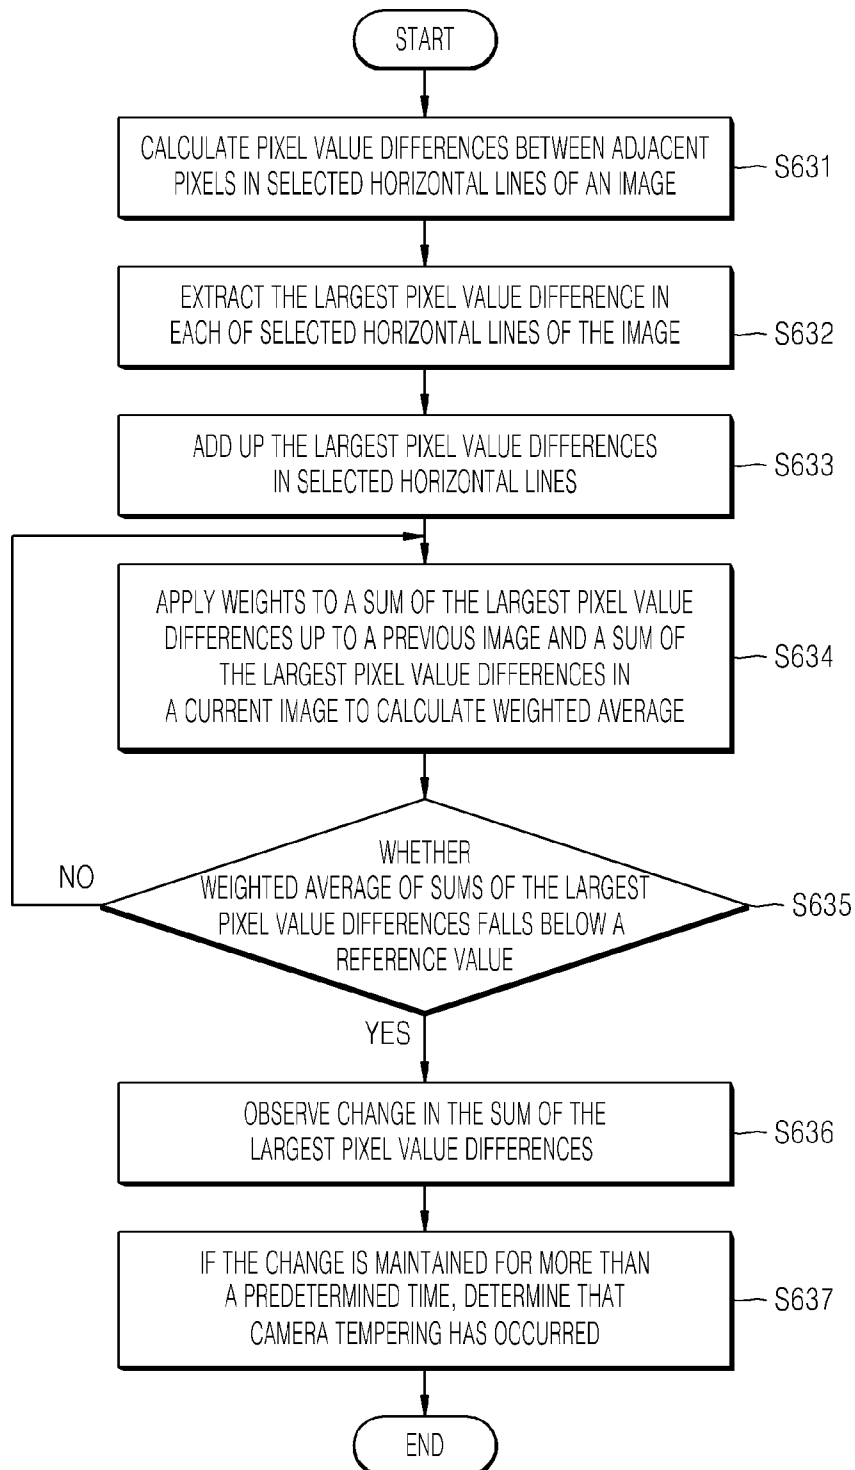 START
CALCULATE PIXEL VALUE DIFFERENCES BETWEEN ADJACENT
PIXELS IN SELECTED HORIZONTAL LINES OF AN IMAGE
S631
EXTRACT THE LARGEST PIXEL VALUE DIFFERENCE IN
EACH OF SELECTED HORIZONTAL LINES OF THE IMAGE
S632
ADD UP THE LARGEST PIXEL VALUE DIFFERENCES
IN SELECTED HORIZONTAL LINES
S633
APPLY WEIGHTS TO A SUM OF THE LARGEST PIXEL VALUE
DIFFERENCES UP TO A PREVIOUS IMAGE AND A SUM OF
THE LARGEST PIXEL VALUE DIFFERENCES IN
A CURRENT IMAGE TO CALCULATE WEIGHTED AVERAGE
S634
WHETHER
WEIGHTED AVERAGE OF SUMS OF THE LARGEST
PIXEL VALUE DIFFERENCES FALLS BELOW A
REFERENCE VALUE
S635
NO
YES
OBSERVE CHANGE IN THE SUM OF THE
LARGEST PIXEL VALUE DIFFERENCES
S636
IF THE CHANGE IS MAINTAINED FOR MORE THAN
A PREDETERMINED TIME, DETERMINE THAT
CAMERA TEMPERING HAS OCCURRED
S637
END